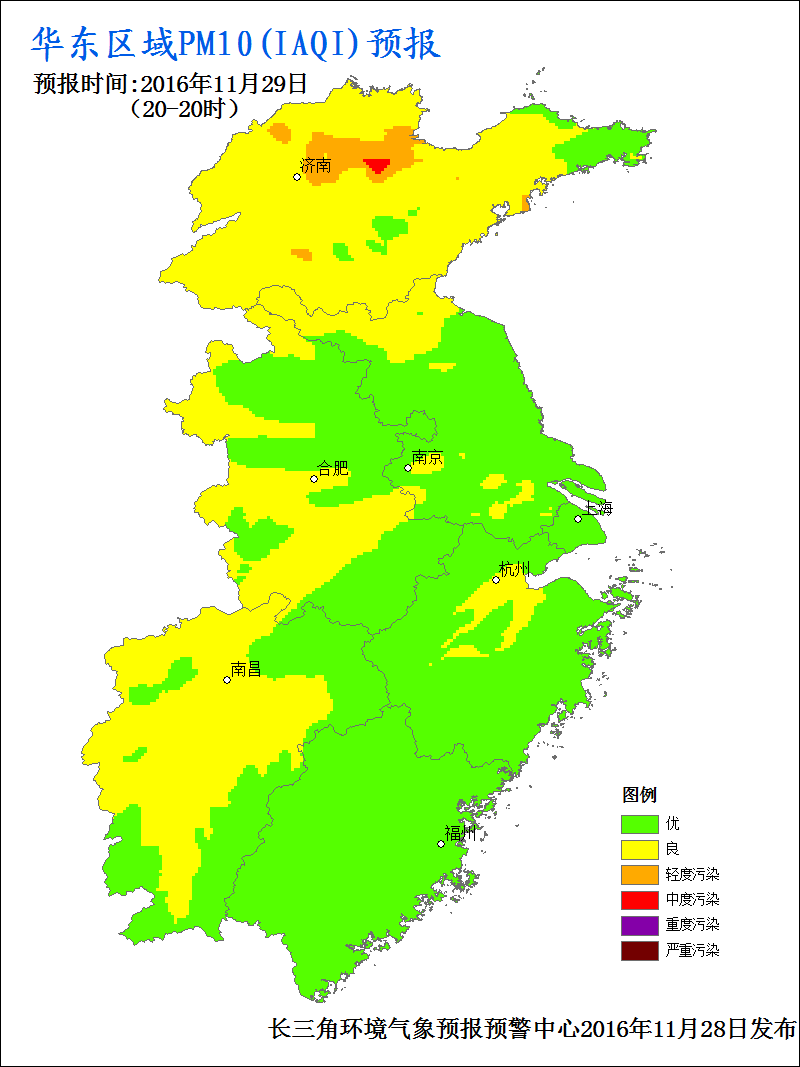 华东区域PM10(IAQI)预报
预报时间:2016年11月29日
(20-20时)
济南
南京
合肥
上海
杭州
南昌
福州
图例
优
良
轻度污染
中度污染
重度污染
严重污染
长三角环境气象预报预警中心2016年11月28日发布